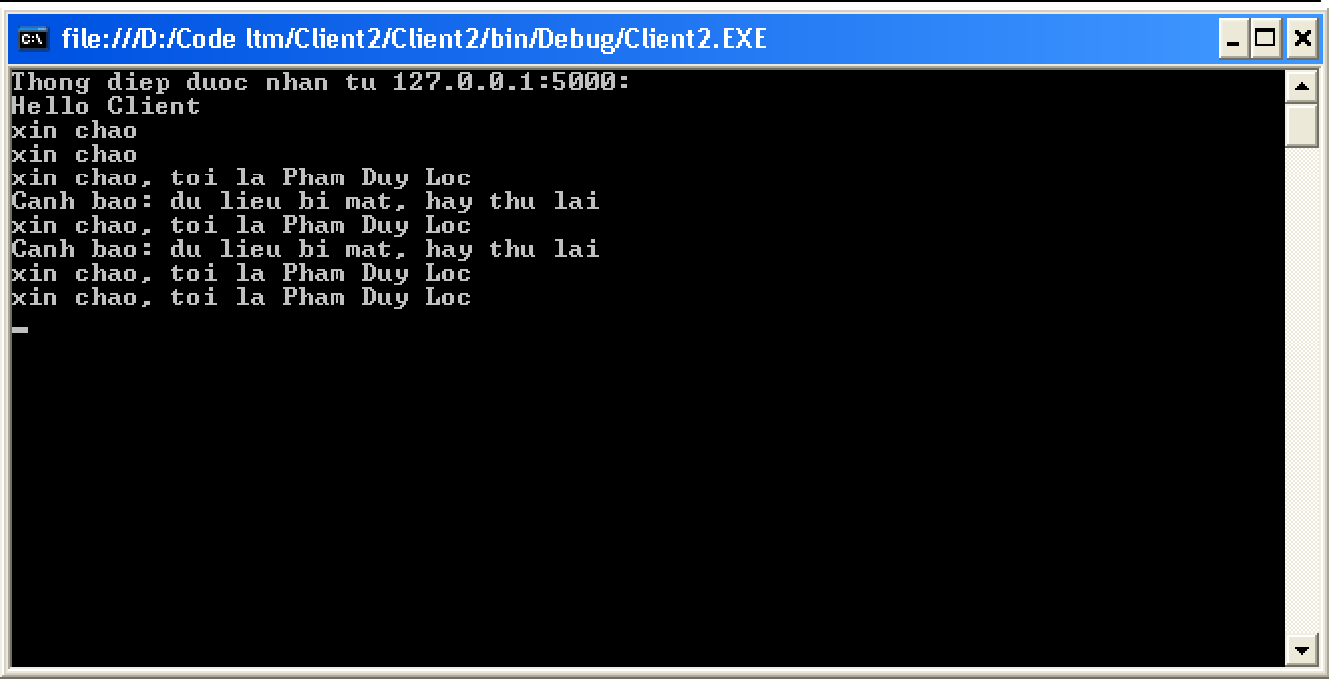 file:///D:/Code ltm/Client2/Client2/bin/Debug/Client2.EXE
Thong diep duoc nhan tu 127.0.0.1:5000:
Hello Client
xin chao
xin chao
xin chao, toi la Pham Duy Loc
Canh bao: du lieu bi mat, hay thu lai
xin chao, toi la Pham Duy Loc
Canh bao: du lieu bi mat, hay thu lai
xin chao, toi la Pham Duy Loc
xin chao, toi la Pham Duy Loc